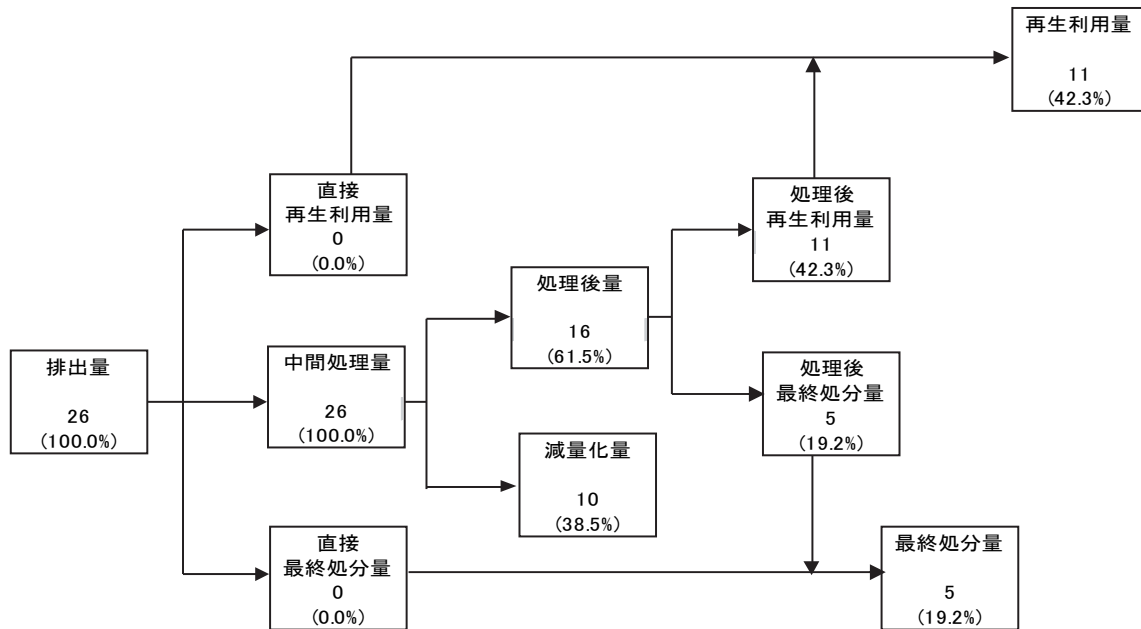 再生利用量
11
(42.3%)
直接
再生利用量
0
(0.0%)
処理後
再生利用量
11
(42.3%)
処理後量
16
(61.5%)
排出量
26
(100.0%)
中間処理量
26
(100.0%)
処理後
最終処分量
5
(19.2%)
減量化量
10
(38.5%)
直接
最終処分量
0
(0.0%)
最終処分量
5
(19.2%)